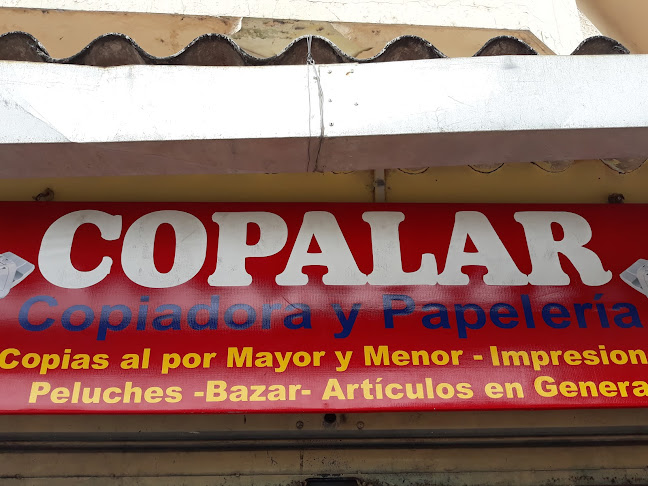 COPALAR
Copiadora y Papelería
Copias al por Mayor y Menor - Impresion
Peluches -Bazar- Artículos en Genera